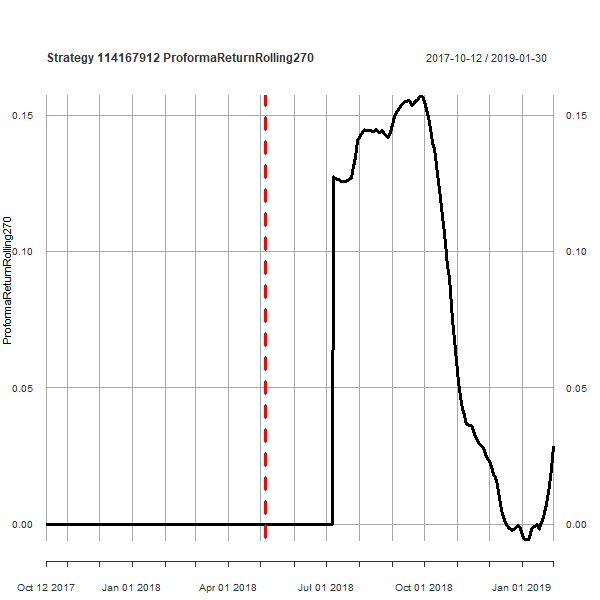 Strategy 114167912 ProformaReturnRolling270
2017-10-12 / 2019-01-30
ProformaReturnRolling270
0.15
0.15
0.10
0.10
0.05
0.05
0.00
0.00
Oct 12 2017
Jan 01 2018
Apr 01 2018
Jul 01 2018
Oct 01 2018
Jan 01 2019